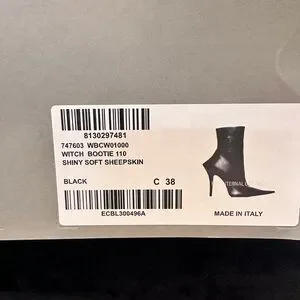 8130297481
747603 WBCW01000
WITCH BOOTIE 110
SHINY SOFT SHEEPSKIN
BLACK C 38
ECBL300496A
MADE IN ITALY